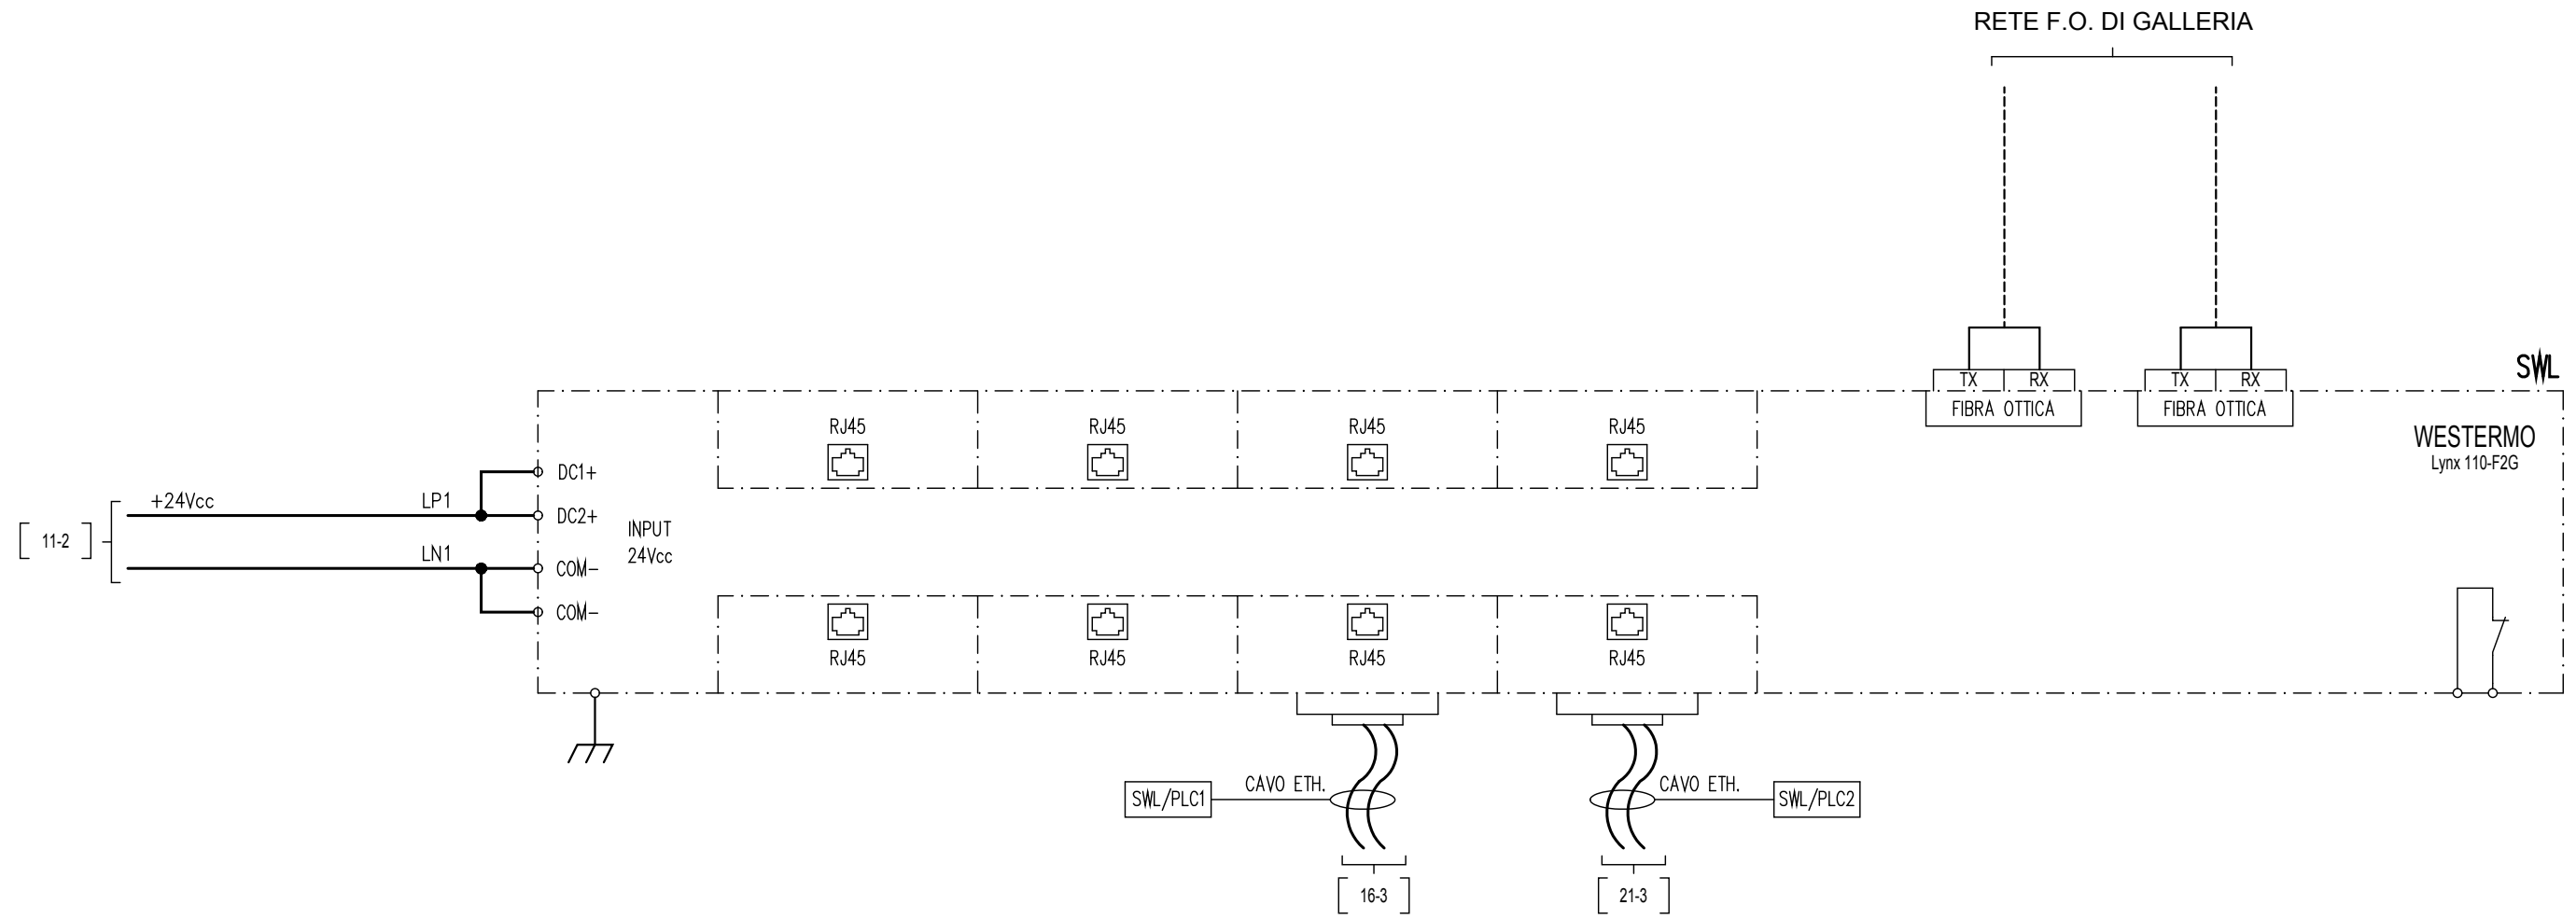 RETE F.O. DI GALLERIA
SWL
TX RX TX RX
FIBRA OTTICA FIBRA OTTICA
RJ45 RJ45 RJ45 RJ45
WESTERMO
Lynx 110-F2G
DC1+
+24Vcc LP1
DC2+
INPUT
24Vcc
11-2
LN1
COM-
COM-
RJ45 RJ45 RJ45 RJ45
CAVO ETH. CAVO ETH.
SWL/PLC1 SWL/PLC2
16-3 21-3